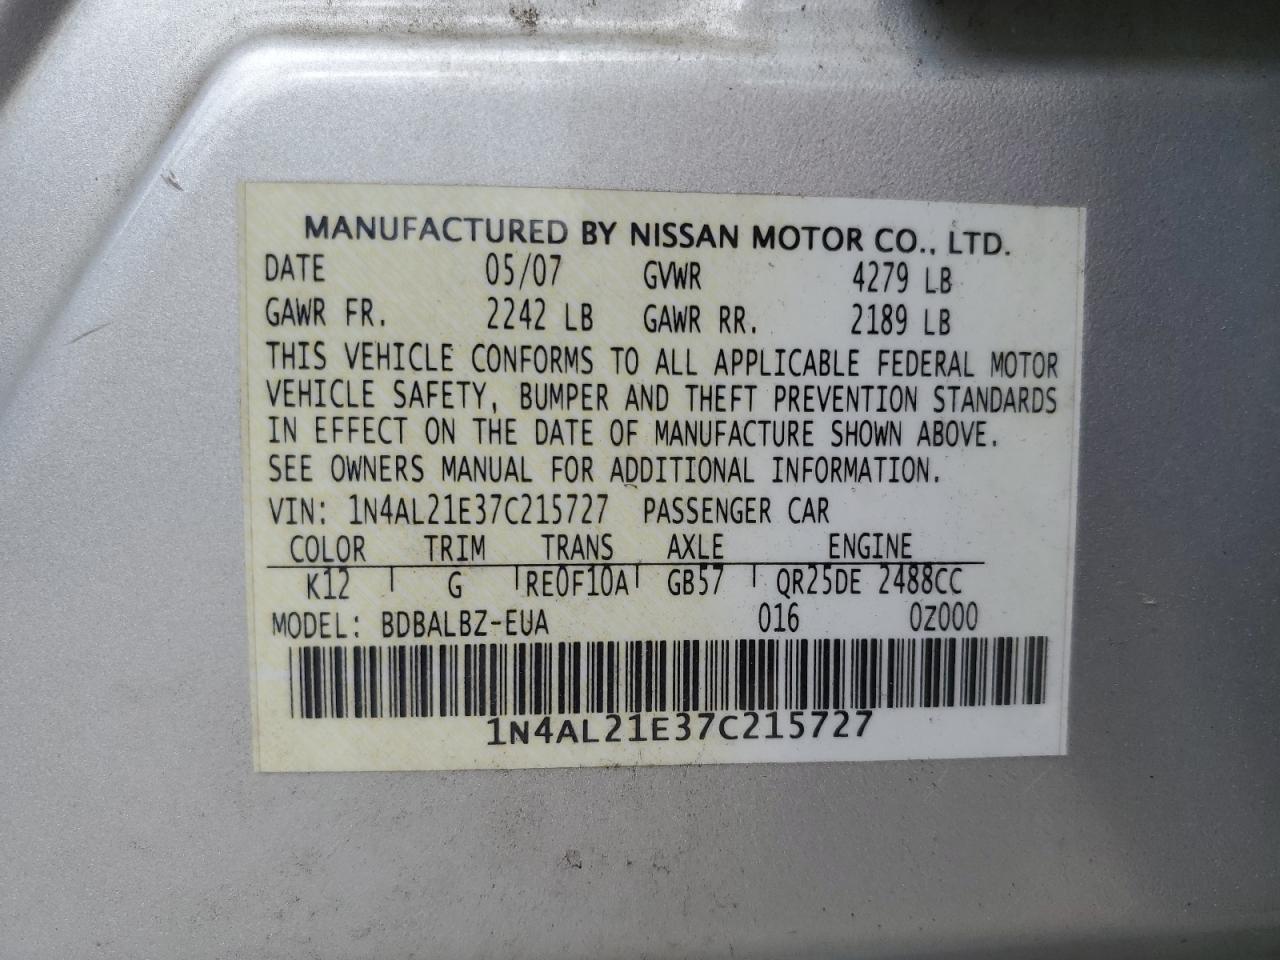 MANUFACTURED BY NISSAN MOTOR CO., LTD.
DATE 05/07 GVWR 4279 LB
GAWR FR. 2242 LB GAWR RR. 2189 LB
THIS VEHICLE CONFORMS TO ALL APPLICABLE FEDERAL MOTOR
VEHICLE SAFETY, BUMPER AND THEFT PREVENTION STANDARDS
IN EFFECT ON THE DATE OF MANUFACTURE SHOWN ABOVE.
SEE OWNERS MANUAL FOR ADDITIONAL INFORMATION.
VIN: 1N4AL21E37C215727 PASSENGER CAR
COLOR TRIM TRANS AXLE ENGINE
K12 G RE0F10A GB57 QR25DE 2488CC
MODEL: BDBALBZ-EUA 016 0Z000
1N4AL21E37C215727